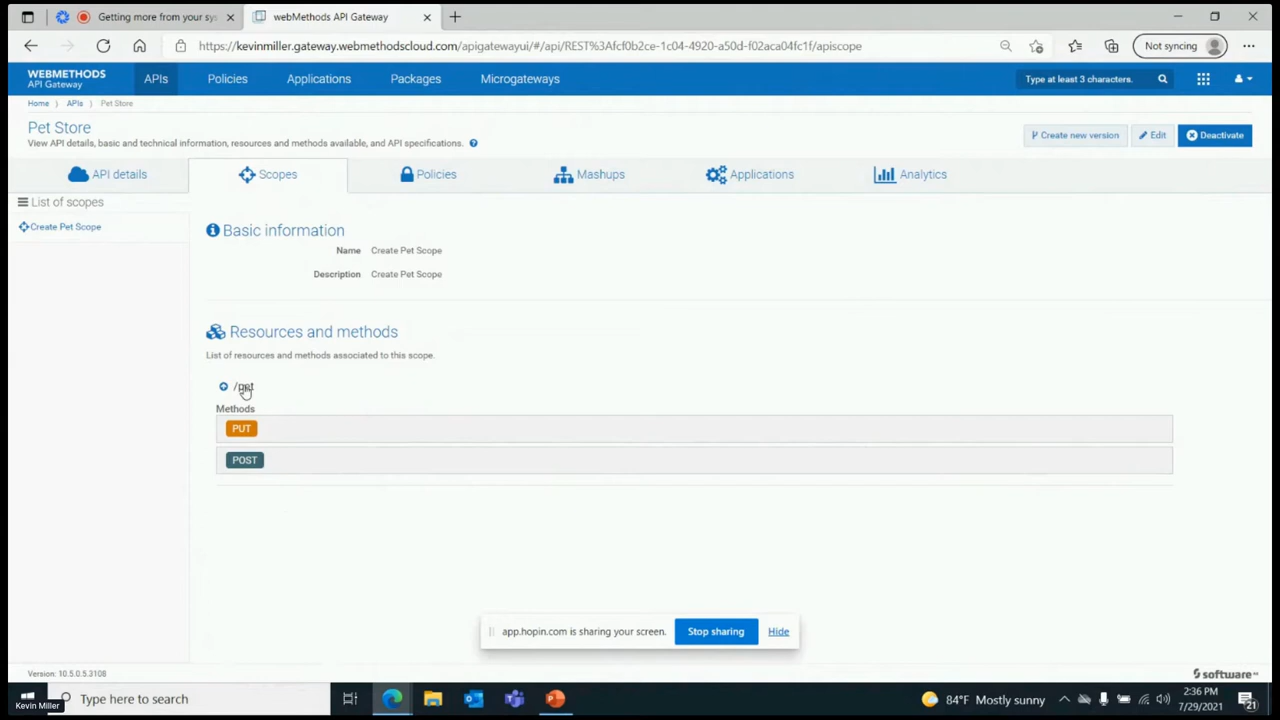 Getting more from your sy
webMethods API Gateway
https://kevinmiller.gateway.webmethodscloud.com/apigatewayui/#/api/REST%3Afcf0b2ce-1c04-4920-a50d-f02aca04fc1f/apiscope
Not syncing
WEBMETHODS
API Gateway
APIs
Policies
Applications
Packages
Microgateways
Type at least 3 characters.
Home
APIs
Pet Store
Pet Store
View API details, basic and technical information, resources and methods available, and API specifications.
Create new version
Edit
Deactivate
API details
Scopes
Policies
Mashups
Applications
Analytics
List of scopes
Create Pet Scope
Basic information
Name Create Pet Scope
Description Create Pet Scope
Resources and methods
List of resources and methods associated to this scope.
/pet
Methods
PUT
POST
app.hopin.com is sharing your screen.
Stop sharing
Hide
Version: 10.5.0.5.3108
software AG
Type here to search
84°F Mostly sunny
2:36 PM
7/29/2021
21
Kevin Miller